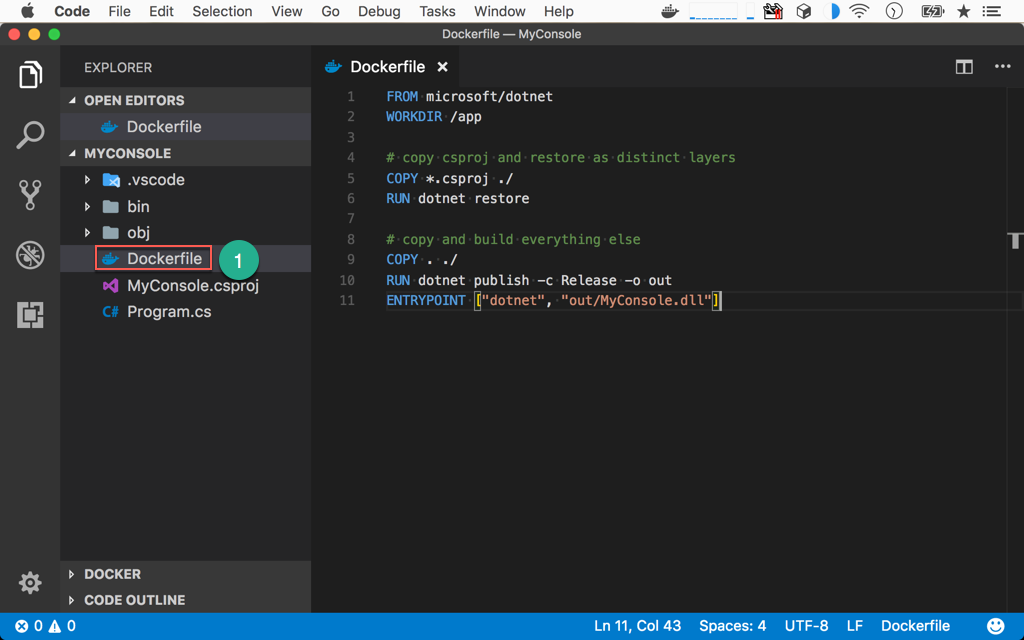 Code File Edit Selection View Go Debug Tasks Window Help
Dockerfile — MyConsole
EXPLORER
OPEN EDITORS
Dockerfile
MYCONSOLE
.vscode
bin
obj
Dockerfile
1
MyConsole.csproj
C# Program.cs
DOCKER
CODE OUTLINE
Dockerfile
1 FROM microsoft/dotnet
2 WORKDIR /app
3
4 # copy csproj and restore as distinct layers
5 COPY *.csproj ./
6 RUN dotnet restore
7
8 # copy and build everything else
9 COPY . ./
10 RUN dotnet publish -c Release -o out
11 ENTRYPOINT ["dotnet", "out/MyConsole.dll"]
0 0 Ln 11, Col 43 Spaces: 4 UTF-8 LF Dockerfile